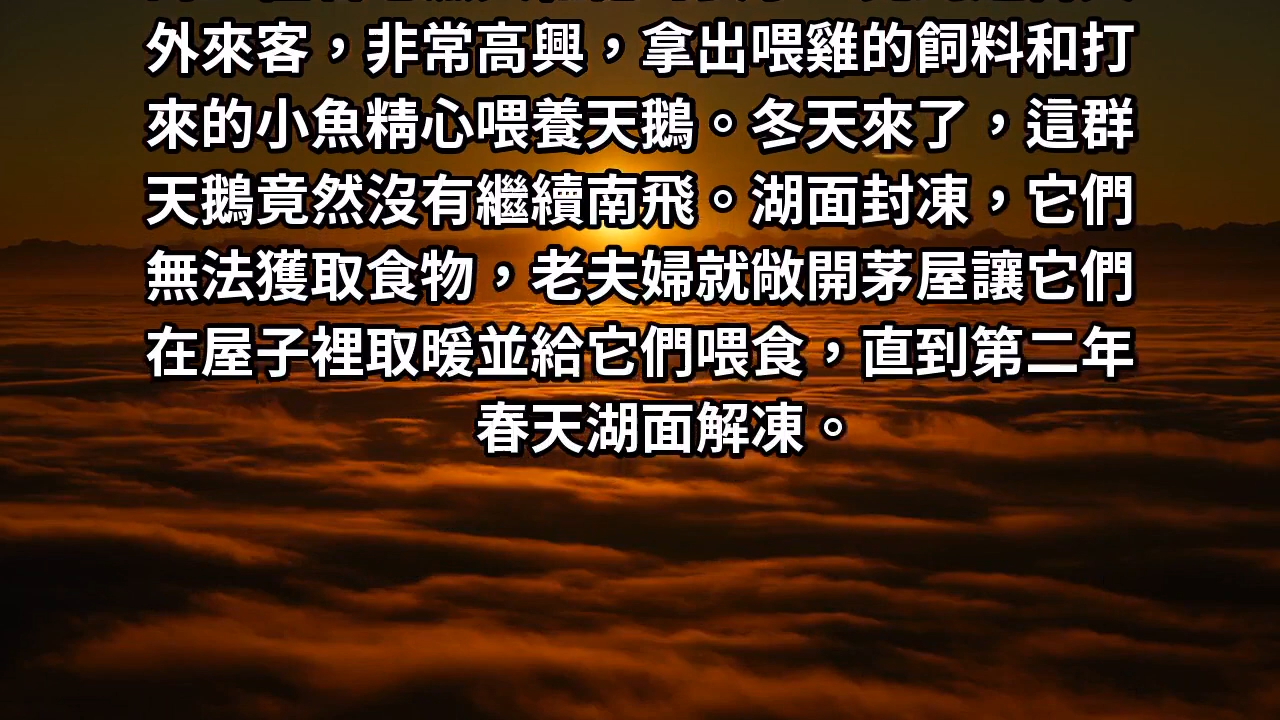 外來客，非常高興，拿出喂雞的飼料和打
來的小魚精心喂養天鵝。冬天來了，這群
天鵝竟然沒有繼續南飛。湖面封凍，它們
無法獲取食物，老夫婦就敞開茅屋讓它們
在屋子裡取暖並給它們喂食，直到第二年
春天湖面解凍。